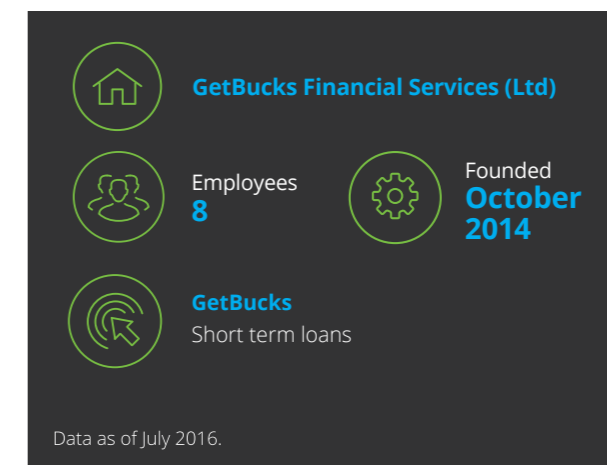 GetBucks Financial Services (Ltd)
Employees
8
Founded
October
2014
GetBucks
Short term loans
Data as of July 2016.